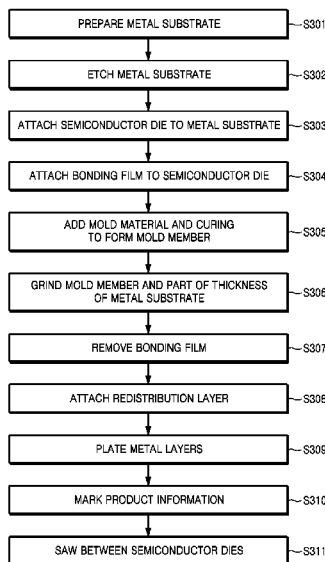 PREPARE METAL SUBSTRATE
S301
ETCH METAL SUBSTRATE
S302
ATTACH SEMICONDUCTOR DIE TO METAL SUBSTRATE
S303
ATTACH BONDING FILM TO SEMICONDUCTOR DIE
S304
ADD MOLD MATERIAL AND CURING
TO FORM MOLD MEMBER
S305
GRIND MOLD MEMBER AND PART OF THICKNESS
OF METAL SUBSTRATE
S306
REMOVE BONDING FILM
S307
ATTACH REDISTRIBUTION LAYER
S308
PLATE METAL LAYERS
S309
MARK PRODUCT INFORMATION
S310
SAW BETWEEN SEMICONDUCTOR DIES
S311